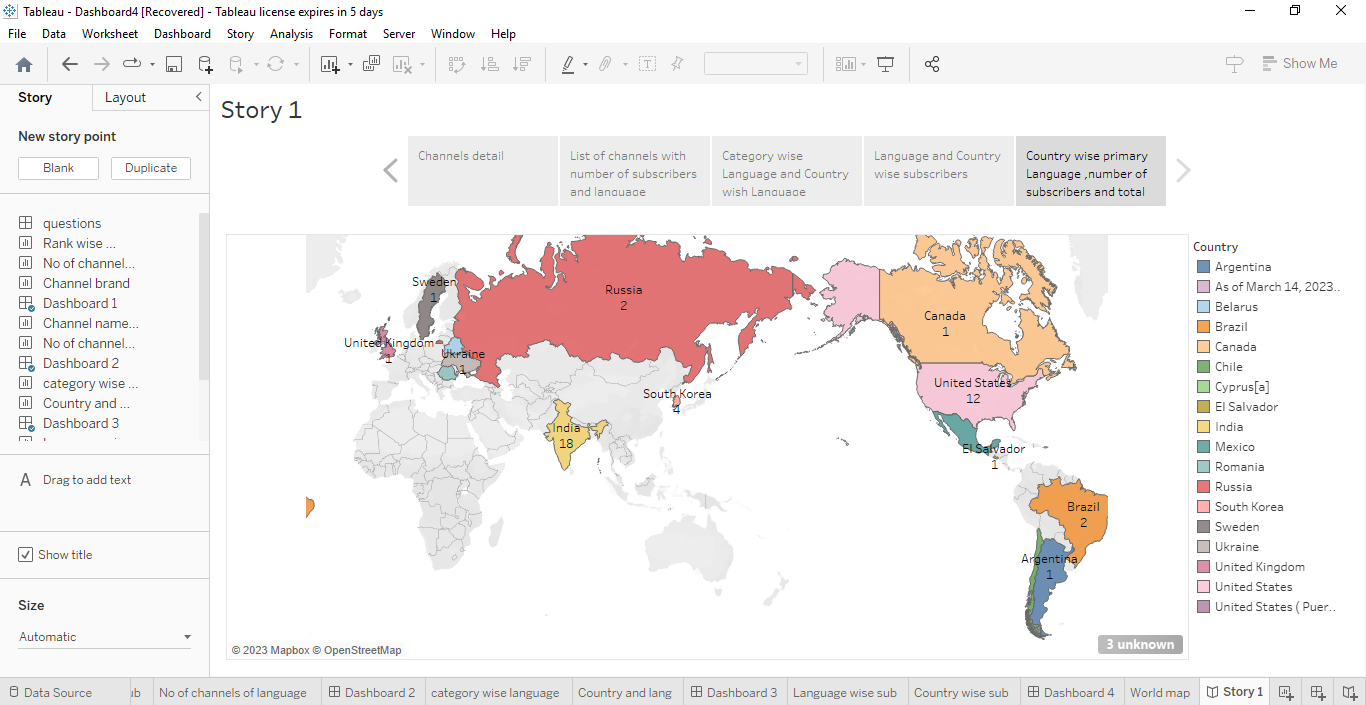 Tableau - Dashboard4 [Recovered] - Tableau license expires in 5 days
File Data Worksheet Dashboard Story Analysis Format Server Window Help
Show Me
Story Layout
New story point
Blank Duplicate
questions
Rank wise ...
No of channel...
Channel brand
Dashboard 1
Channel name...
No of channel...
Dashboard 2
category wise ...
Country and ...
Dashboard 3
A Drag to add text
Show title
Size
Automatic
Story 1
Channels detail
List of channels with
number of subscribers
and language
Category wise
Language and Country
wish Language
Language and Country
wise subscribers
Country wise primary
Language ,number of
subscribers and total
Sweden
1
Russia
2
United Kingdom
1
Ukraine
1
South Korea
4
India
18
Canada
1
United States
12
El Salvador
1
Brazil
2
Argentina
1
3 unknown
© 2023 Mapbox © OpenStreetMap
Country
Argentina
As of March 14, 2023..
Belarus
Brazil
Canada
Chile
Cyprus[a]
El Salvador
India
Mexico
Romania
Russia
South Korea
Sweden
Ukraine
United Kingdom
United States
United States ( Puer..
Data Source ub No of channels of language Dashboard 2 category wise language Country and lang Dashboard 3 Language wise sub Country wise sub Dashboard 4 World map Story 1